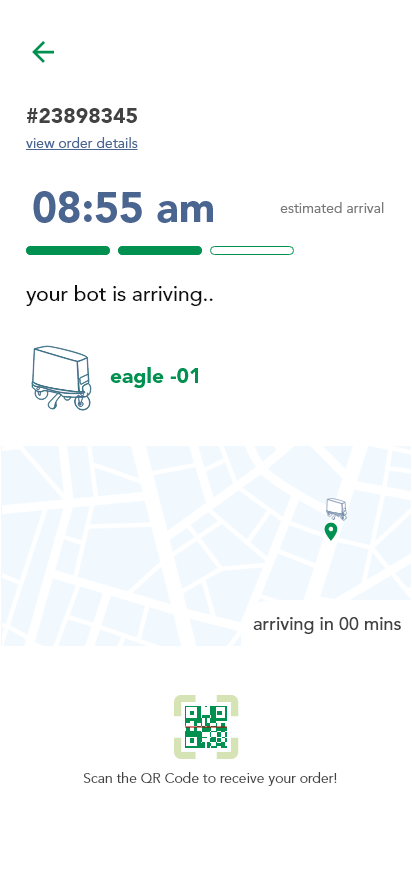 #23898345
view order details
08:55 am
estimated arrival
your bot is arriving..
eagle -01
arriving in 00 mins
Scan the QR Code to receive your order!